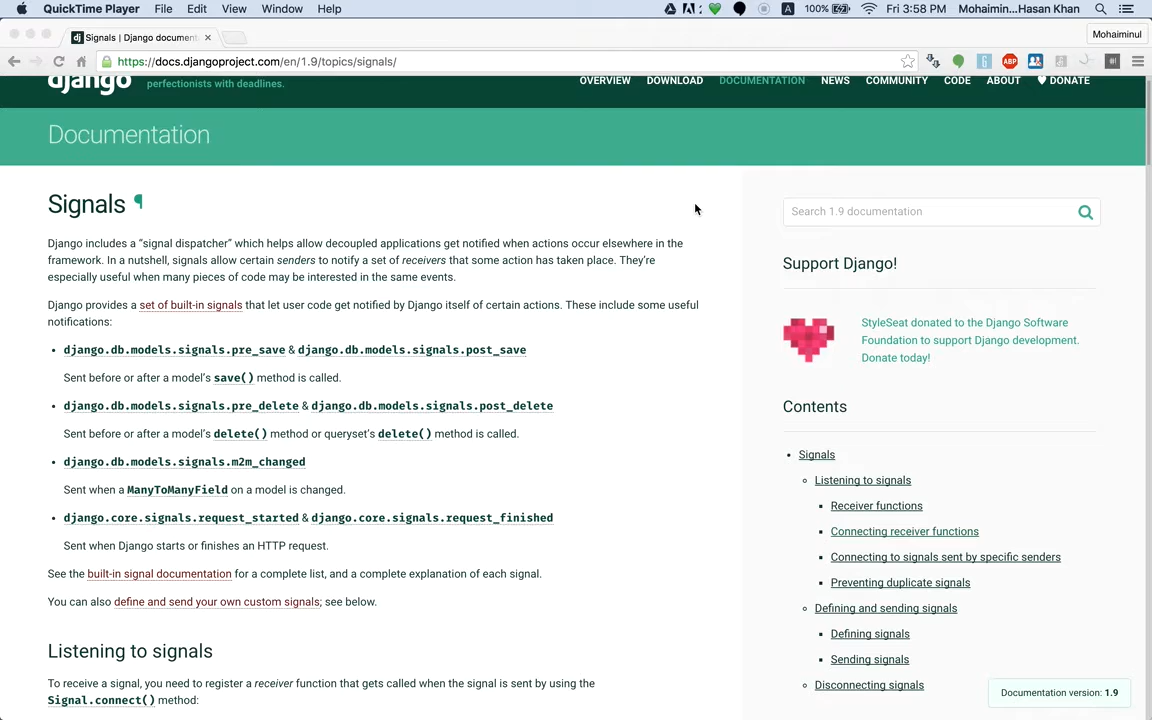 QuickTime Player File Edit View Window Help 100% Fri 3:58 PM Mohaimin...Hasan Khan
dj Signals | Django document × Mohaiminul
https://docs.djangoproject.com/en/1.9/topics/signals/ ABP
django perfectionists with deadlines. OVERVIEW DOWNLOAD DOCUMENTATION NEWS COMMUNITY CODE ABOUT ♥ DONATE
Documentation
Signals ¶
Django includes a “signal dispatcher” which helps allow decoupled applications get notified when actions occur elsewhere in the
framework. In a nutshell, signals allow certain senders to notify a set of receivers that some action has taken place. They’re
especially useful when many pieces of code may be interested in the same events.
Django provides a set of built-in signals that let user code get notified by Django itself of certain actions. These include some useful
notifications:
• django.db.models.signals.pre_save & django.db.models.signals.post_save
Sent before or after a model’s save() method is called.
• django.db.models.signals.pre_delete & django.db.models.signals.post_delete
Sent before or after a model’s delete() method or queryset’s delete() method is called.
• django.db.models.signals.m2m_changed
Sent when a ManyToManyField on a model is changed.
• django.core.signals.request_started & django.core.signals.request_finished
Sent when Django starts or finishes an HTTP request.
See the built-in signal documentation for a complete list, and a complete explanation of each signal.
You can also define and send your own custom signals; see below.
Listening to signals
To receive a signal, you need to register a receiver function that gets called when the signal is sent by using the
Signal.connect() method:
Search 1.9 documentation
Support Django!
StyleSeat donated to the Django Software
Foundation to support Django development.
Donate today!
Contents
• Signals
◦ Listening to signals
▪ Receiver functions
▪ Connecting receiver functions
▪ Connecting to signals sent by specific senders
▪ Preventing duplicate signals
◦ Defining and sending signals
▪ Defining signals
▪ Sending signals
◦ Disconnecting signals
Documentation version: 1.9